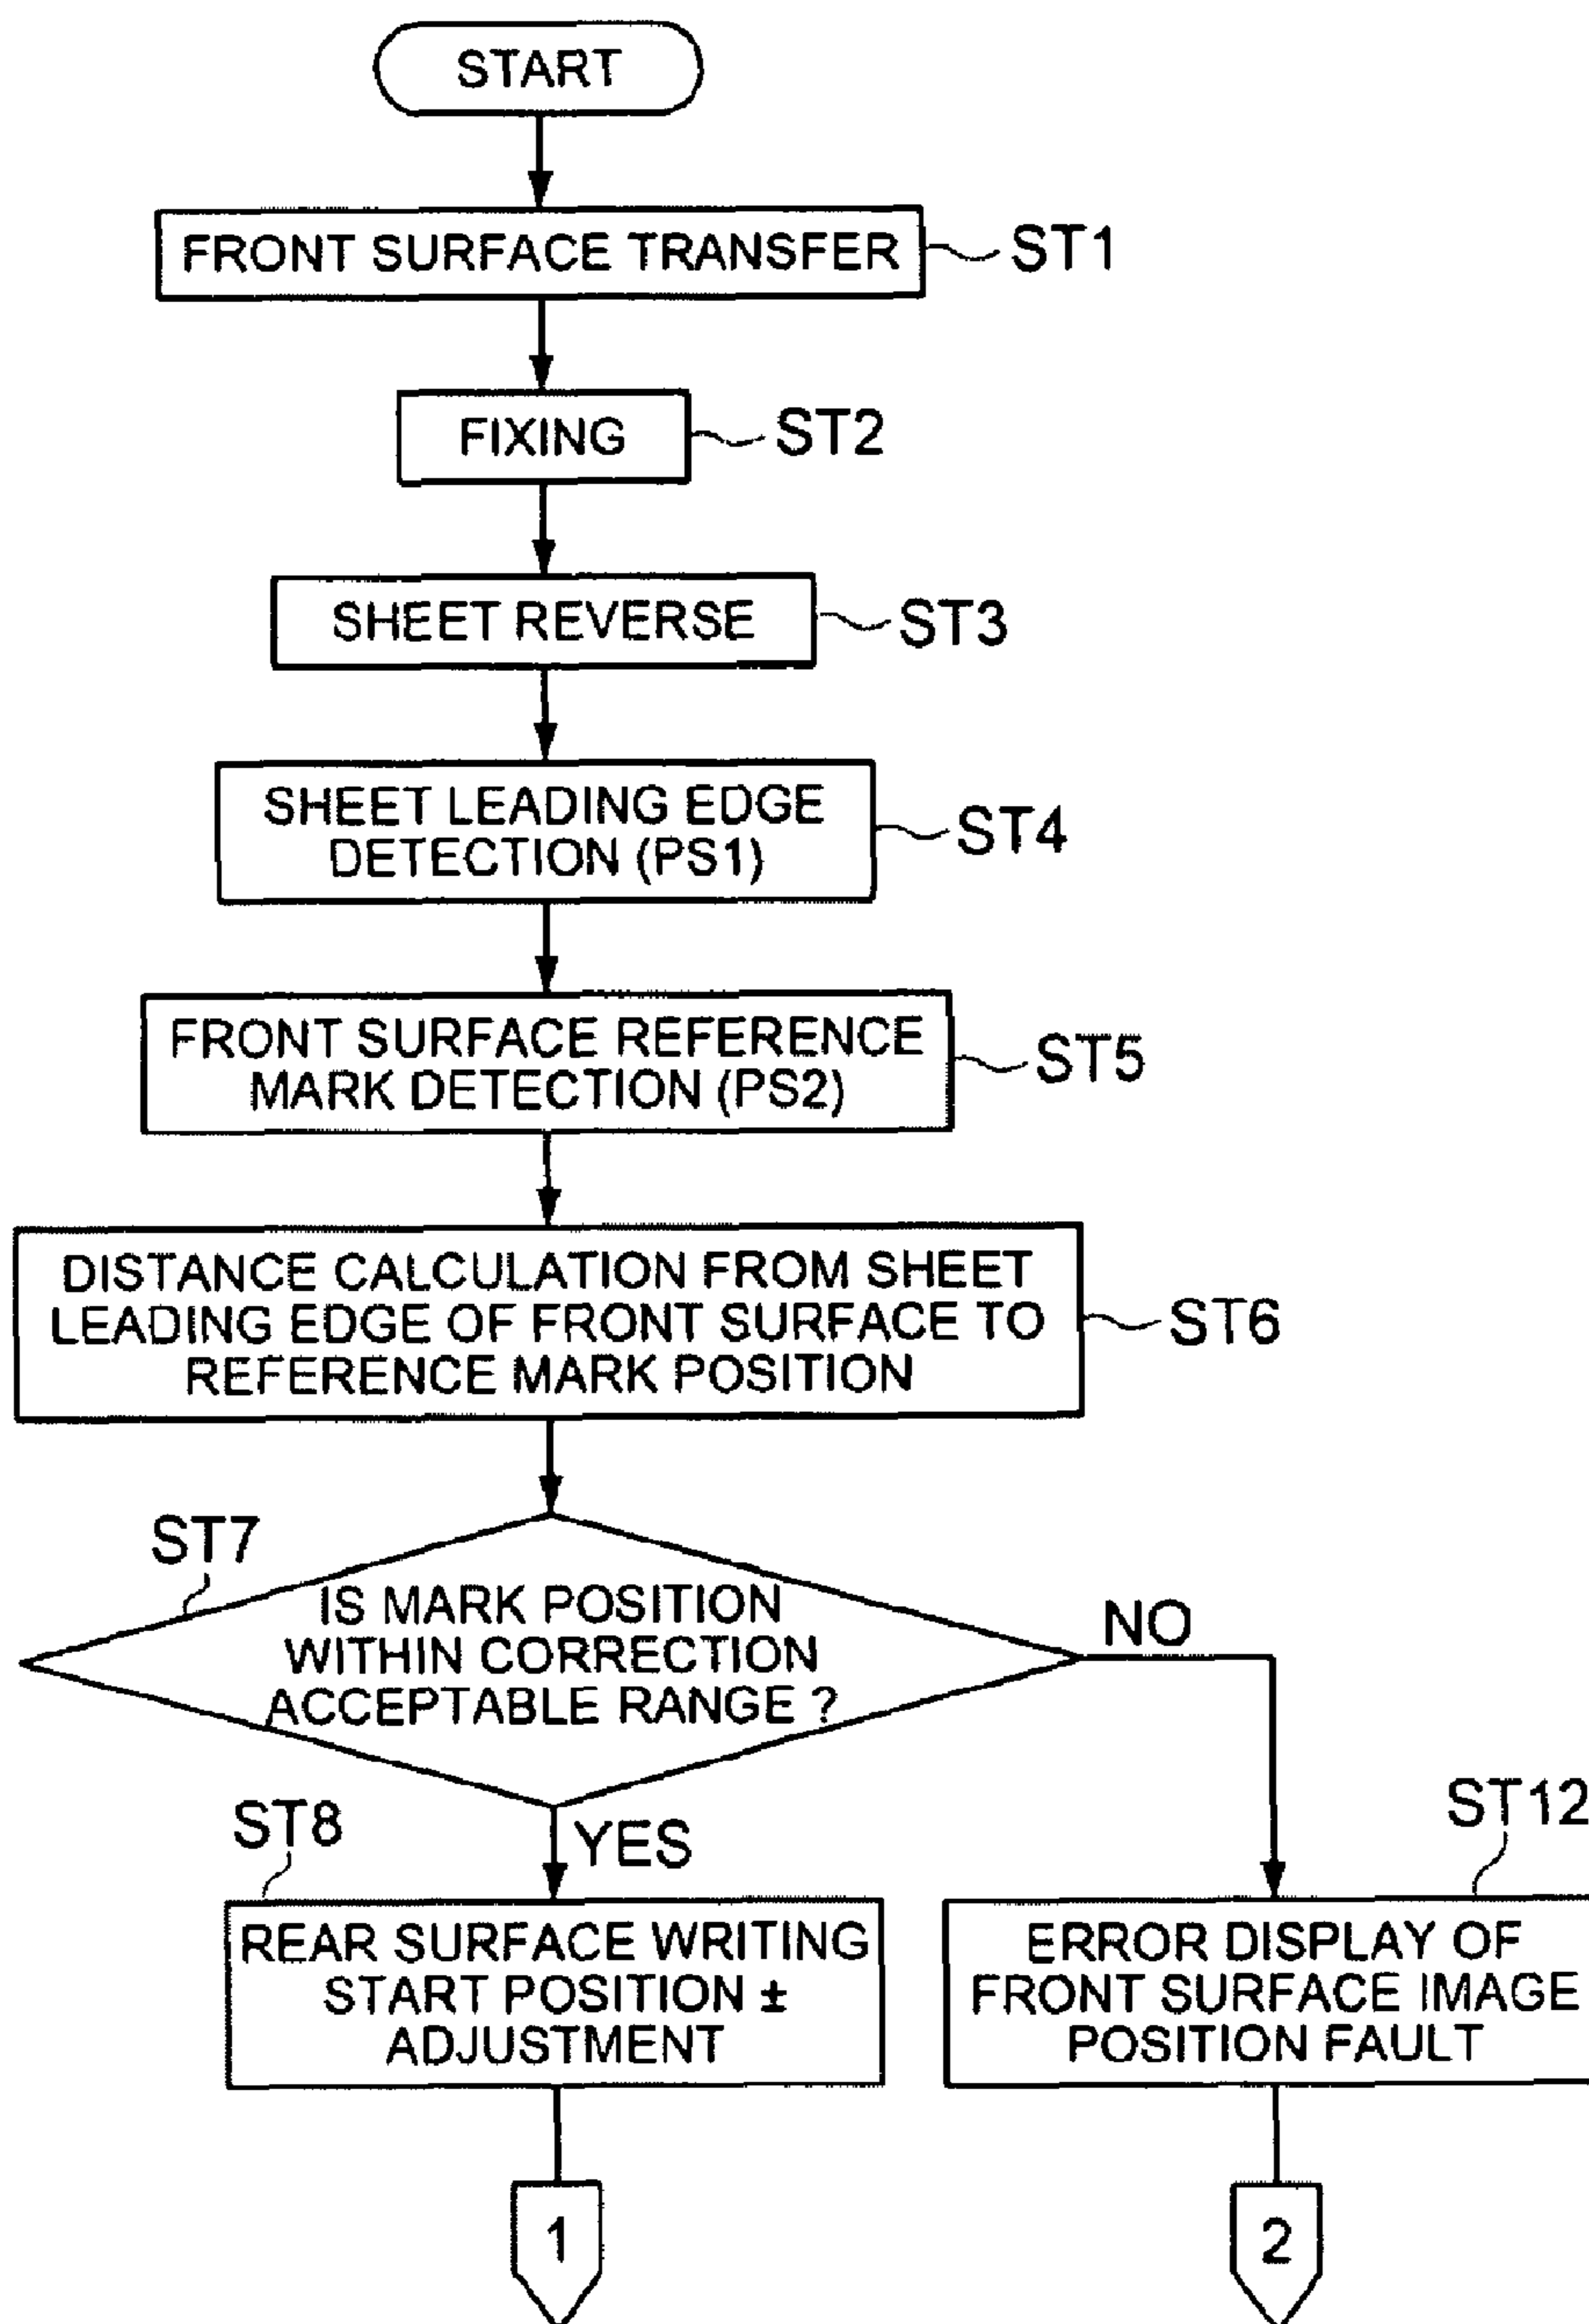 START
FRONT SURFACE TRANSFER
ST1
FIXING
ST2
SHEET REVERSE
ST3
SHEET LEADING EDGE
DETECTION (PS1)
ST4
FRONT SURFACE REFERENCE
MARK DETECTION (PS2)
ST5
DISTANCE CALCULATION FROM SHEET
LEADING EDGE OF FRONT SURFACE TO
REFERENCE MARK POSITION
ST6
ST7
IS MARK POSITION
WITHIN CORRECTION
ACCEPTABLE RANGE ?
NO
YES
ST8
REAR SURFACE WRITING
START POSITION ±
ADJUSTMENT
ST12
ERROR DISPLAY OF
FRONT SURFACE IMAGE
POSITION FAULT
1
2